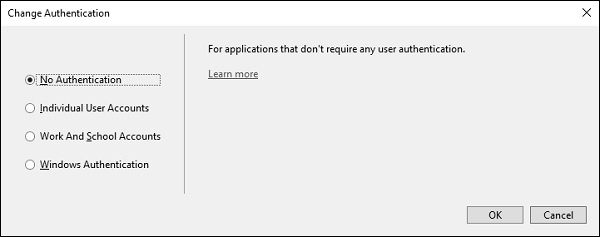 Change Authentication
No Authentication
Individual User Accounts
Work And School Accounts
Windows Authentication
For applications that don't require any user authentication.
Learn more
OK
Cancel